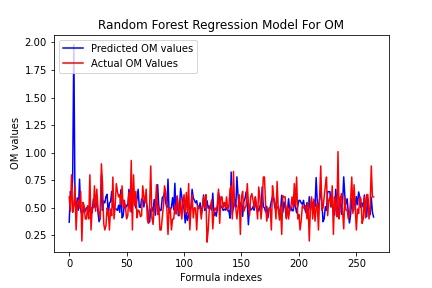 Random Forest Regression Model For OM
Predicted OM values
Actual OM Values
OM values
2.00
1.75
1.50
1.25
1.00
0.75
0.50
0.25
0
50
100
150
200
250
Formula indexes